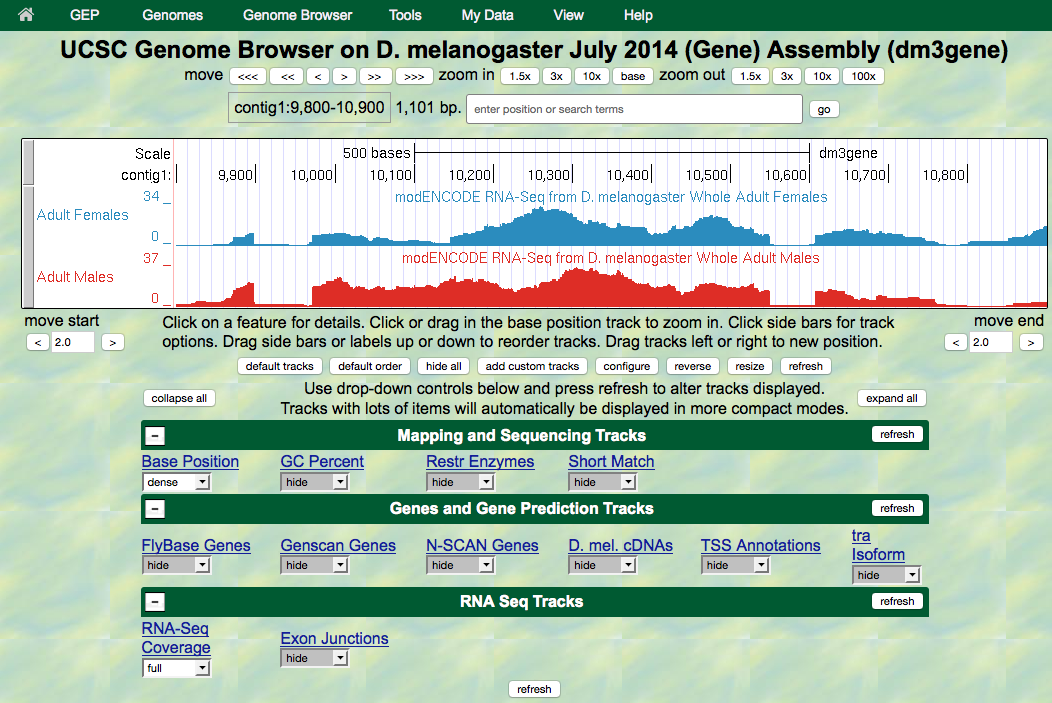 GEP Genomes Genome Browser Tools My Data View Help
UCSC Genome Browser on D. melanogaster July 2014 (Gene) Assembly (dm3gene)
move <<< << < > >> >>> zoom in 1.5x 3x 10x base zoom out 1.5x 3x 10x 100x
contig1:9,800-10,900 1,101 bp. enter position or search terms go
Scale 500 bases dm3gene
contig1: 9,900 10,000 10,100 10,200 10,300 10,400 10,500 10,600 10,700 10,800
modENCODE RNA-Seq from D. melanogaster Whole Adult Females
34 _
Adult Females
0 _
modENCODE RNA-Seq from D. melanogaster Whole Adult Males
37 _
Adult Males
0 _
move start Click on a feature for details. Click or drag in the base position track to zoom in. Click side bars for track move end
< 2.0 > options. Drag side bars or labels up or down to reorder tracks. Drag tracks left or right to new position. < 2.0 >
default tracks default order hide all add custom tracks configure reverse resize refresh
collapse all Use drop-down controls below and press refresh to alter tracks displayed. expand all
Tracks with lots of items will automatically be displayed in more compact modes.
- Mapping and Sequencing Tracks refresh
Base Position GC Percent Restr Enzymes Short Match
dense hide hide hide
- Genes and Gene Prediction Tracks refresh
FlyBase Genes Genscan Genes N-SCAN Genes D. mel. cDNAs TSS Annotations tra
Isoform
hide hide hide hide hide hide
- RNA Seq Tracks refresh
RNA-Seq
Coverage Exon Junctions
full hide
refresh